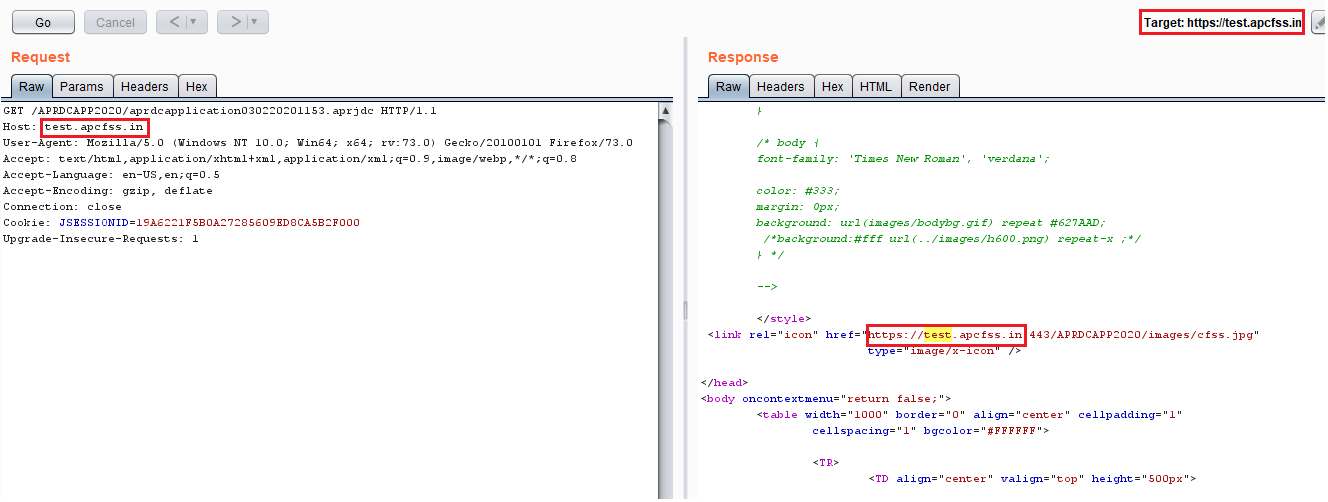 Go Cancel < > Target: https://test.apcfss.in
Request
Raw Params Headers Hex
GET /APRDCAPP2020/aprdcapplication030220201153.aprjdc HTTP/1.1
Host: test.apcfss.in
User-Agent: Mozilla/5.0 (Windows NT 10.0; Win64; x64; rv:73.0) Gecko/20100101 Firefox/73.0
Accept: text/html,application/xhtml+xml,application/xml;q=0.9,image/webp,*/*;q=0.8
Accept-Language: en-US,en;q=0.5
Accept-Encoding: gzip, deflate
Connection: close
Cookie: JSESSIONID=19A6221F5B0A27285609ED8CA5B2F000
Upgrade-Insecure-Requests: 1
Response
Raw Headers Hex HTML Render
}
/* body {
font-family: 'Times New Roman', 'verdana';
color: #333;
margin: 0px;
background: url(images/bodybg.gif) repeat #627AAD;
/*background:#fff url(../images/h600.png) repeat-x ;*/
} */
-->
</style>
<link rel="icon" href="https://test.apcfss.in:443/APRDCAPP2020/images/cfss.jpg"
type="image/x-icon" />
</head>
<body oncontextmenu="return false;">
<table width="1000" border="0" align="center" cellpadding="1"
cellspacing="1" bgcolor="#FFFFFF">
<TR>
<TD align="center" valign="top" height="500px">